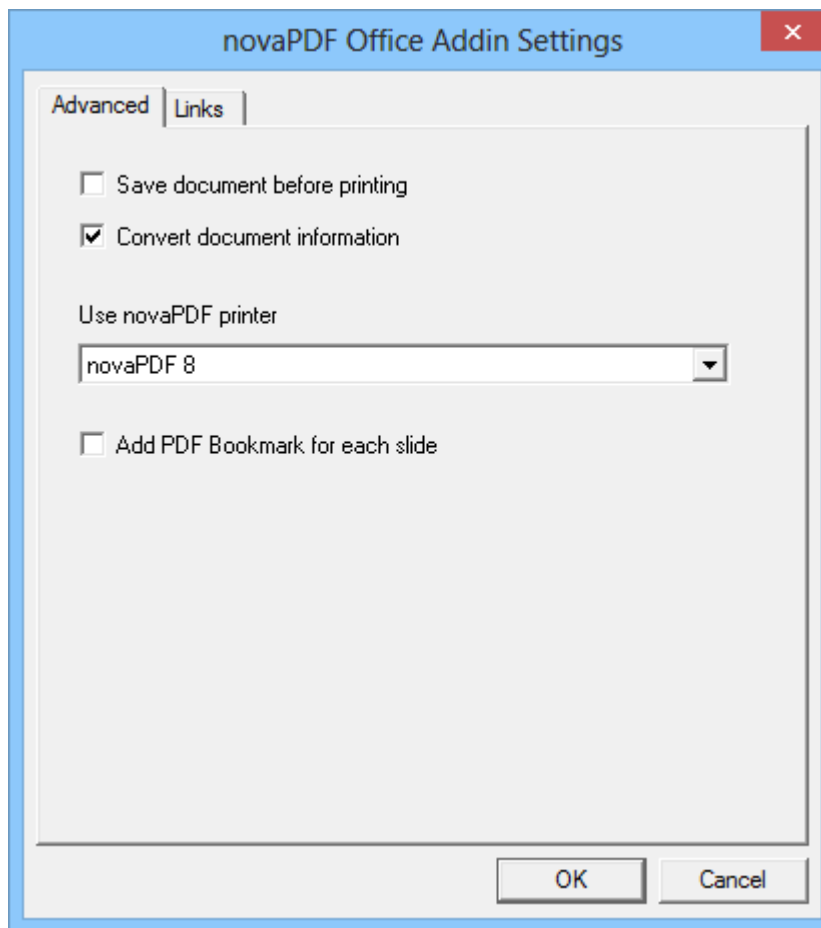 novaPDF Office Addin Settings
Advanced
Links
Save document before printing
Convert document information
Use novaPDF printer
novaPDF 8
Add PDF Bookmark for each slide
OK
Cancel